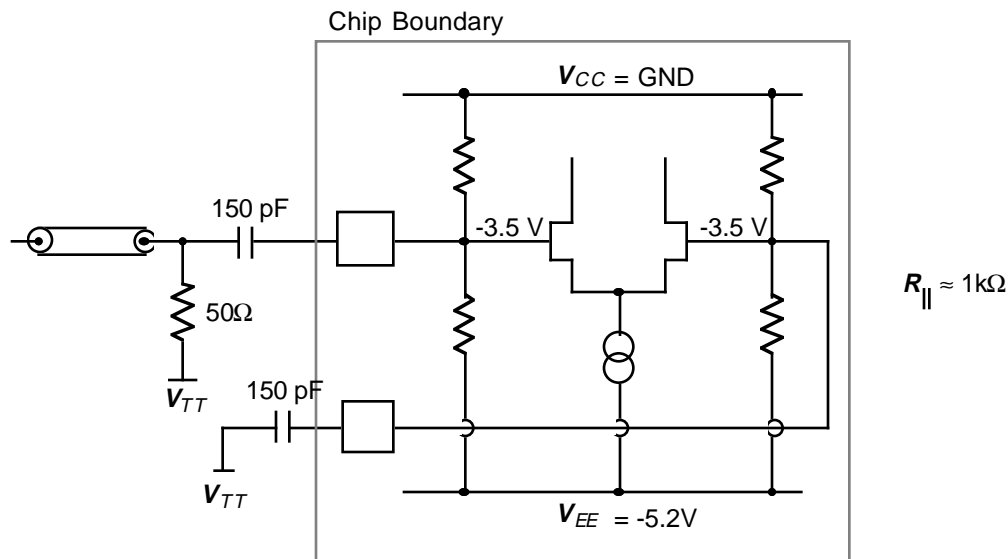 Chip Boundary
VCC = GND
150 pF
-3.5 V
-3.5 V
R|| ≈ 1kΩ
50Ω
VTT
150 pF
VTT
VEE = -5.2V